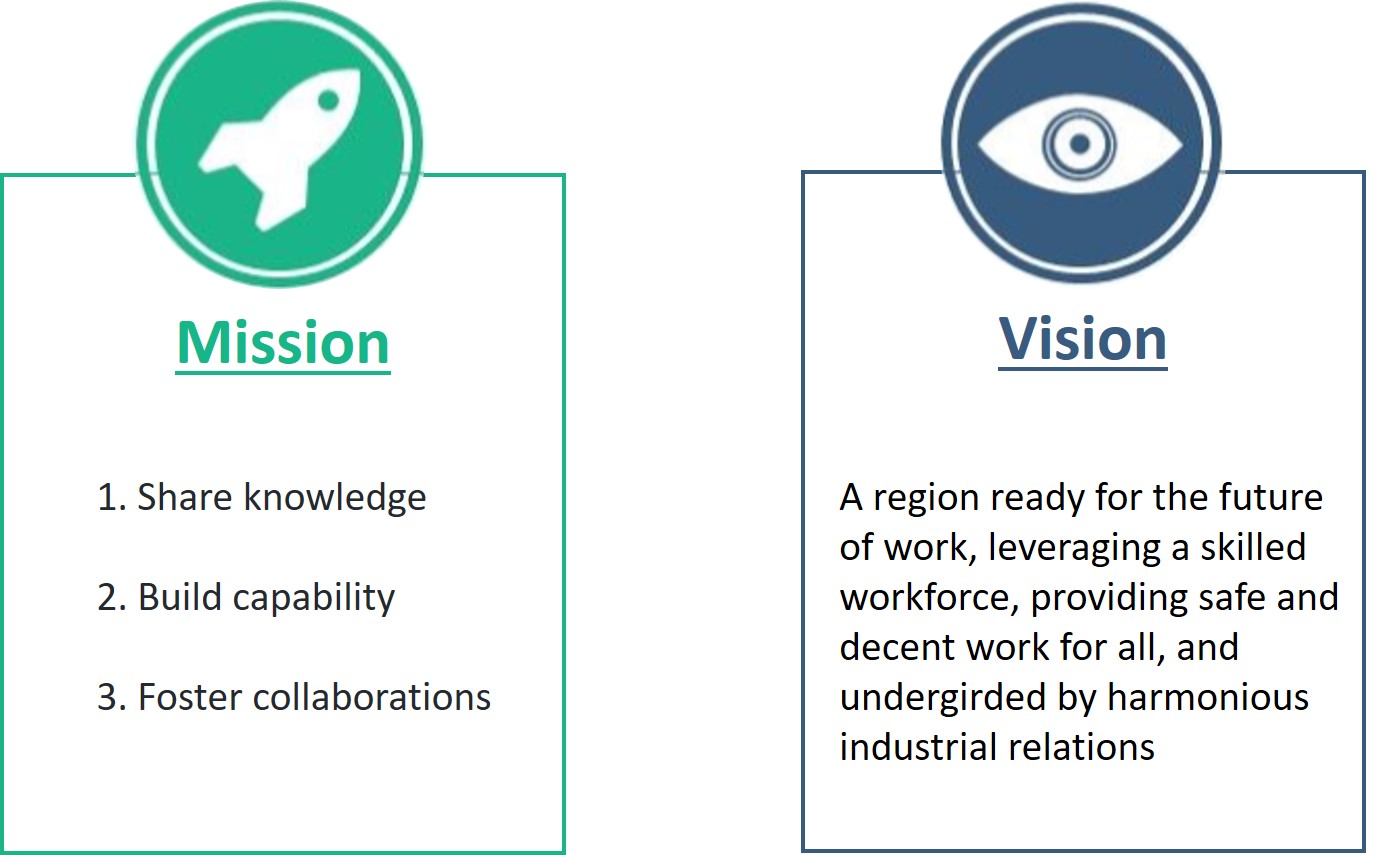 Mission
1. Share knowledge
2. Build capability
3. Foster collaborations
Vision
A region ready for the future
of work, leveraging a skilled
workforce, providing safe and
decent work for all, and
undergirded by harmonious
industrial relations